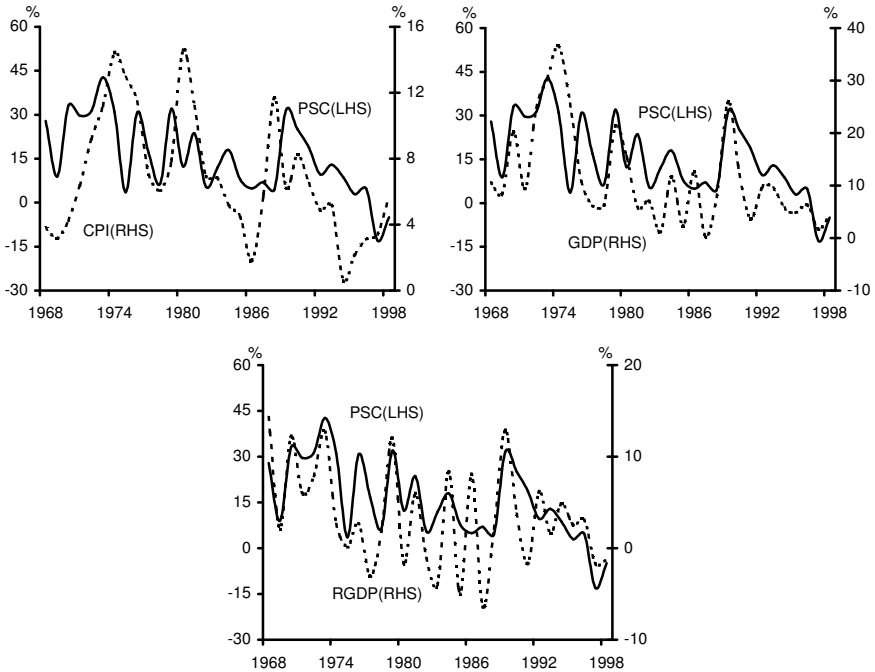 % % % %
60 16 60 40
45 12 45 30
PSC(LHS) PSC(LHS)
30 30 20
15 8 15 10
0 CPI(RHS) 4 0 GDP(RHS) 0
-15 -15
-30 0 -30 -10
1968 1974 1980 1986 1992 1998 1968 1974 1980 1986 1992 1998
% %
60 20
45 PSC(LHS)
30 10
15
0 0
-15 RGDP(RHS)
-30 -10
1968 1974 1980 1986 1992 1998